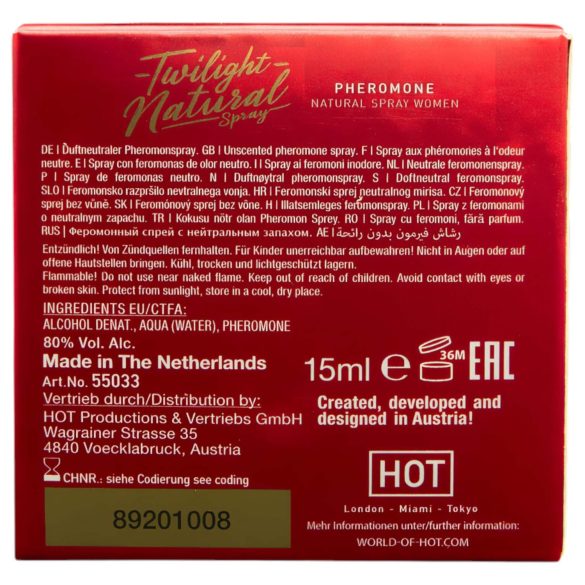 Twilight
Natural
Spray
PHEROMONE
NATURAL SPRAY WOMEN
DE | Duftneutraler Pheromonspray. GB | Unscented pheromone spray. F | Spray aux phéromones à l'odeur
neutre. E | Spray con feromonas de olor neutro. I | Spray ai feromoni inodore. NL | Neutrale feromonenspray.
P | Spray de feromonas neutro. N | Duftnøytral pheromonspray. S | Doftneutral feromonspray.
SLO | Feromonsko razpršilo nevtralnega vonja. HR | Feromonski sprej neutralnog mirisa. CZ | Feromonový
sprej bez vůně. SK | Feromónový sprej bez vône. H | Illatsemleges feromonspray. PL | Spray z feromonami
o neutralnym zapachu. TR | Kokusu nötr olan Pheromon Sprey. RO | Spray cu feromoni, fără parfum.
RUS | Феромонный спрей с нейтральным запахом. AE | رشاش فيرمون بدون رائحة
Entzündlich! Von Zündquellen fernhalten. Für Kinder unerreichbar aufbewahren! Nicht in Augen oder auf
offene Hautstellen bringen. Kühl, trocken und lichtgeschützt lagern.
Flammable! Do not use near naked flame. Keep out of reach of children. Avoid contact with eyes or
broken skin. Protect from sunlight, store in a cool, dry place.
INGREDIENTS EU/CTFA:
ALCOHOL DENAT., AQUA (WATER), PHEROMONE
80% Vol. Alc.
Made in The Netherlands
Art.No. 55033
Vertrieb durch/Distribution by:
HOT Productions & Vertriebs GmbH
Wagrainer Strasse 35
4840 Voecklabruck, Austria
CHNR.: siehe Codierung see coding
89201008
15ml e 36M EAC
Created, developed and
designed in Austria!
HOT
London - Miami - Tokyo
Mehr Informationen unter/further information:
WORLD-OF-HOT.COM